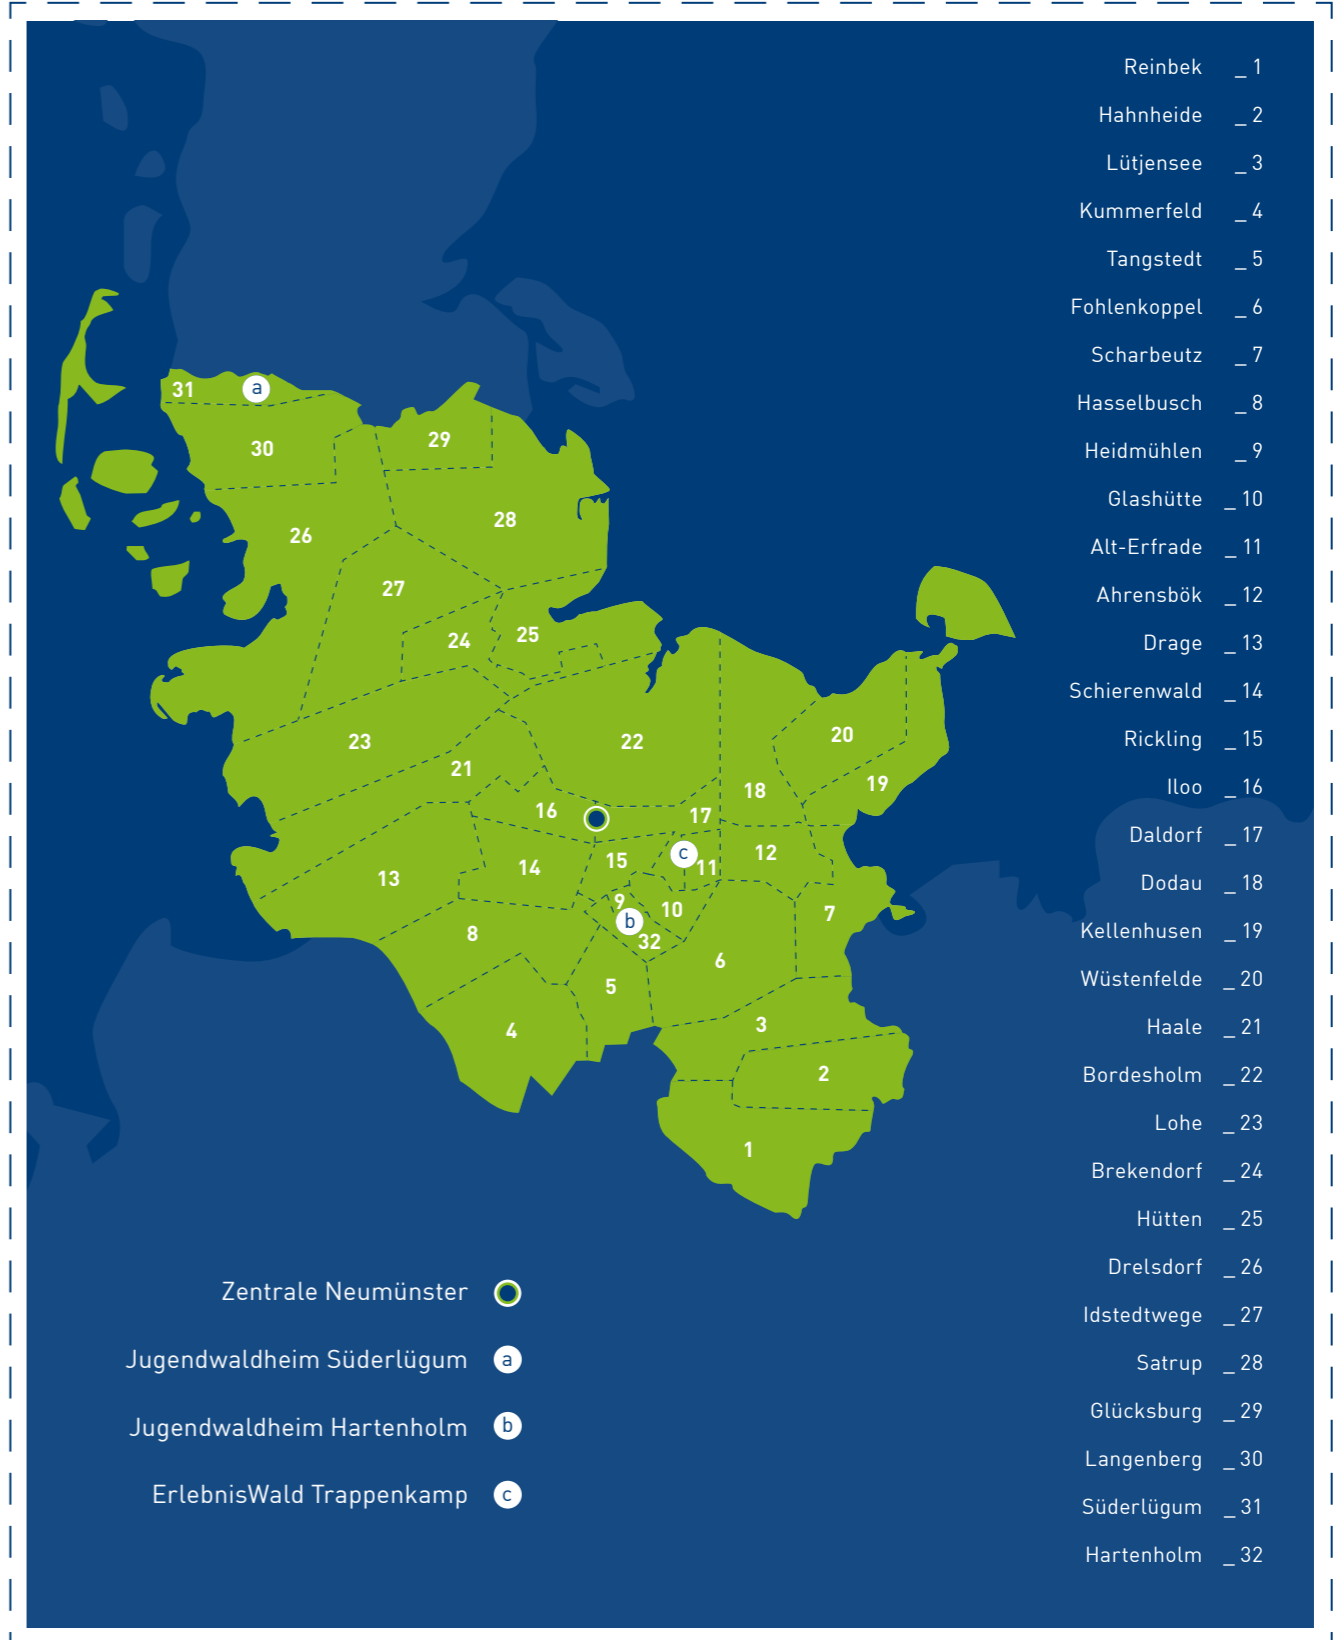 Reinbek _ 1
Hahnheide _ 2
Lütjensee _ 3
Kummerfeld _ 4
Tangstedt _ 5
Fohlenkoppel _ 6
Scharbeutz _ 7
Hasselbusch _ 8
Heidmühlen _ 9
Glashütte _ 10
Alt-Erfrade _ 11
Ahrensbök _ 12
Drage _ 13
Schierenwald _ 14
Rickling _ 15
Iloo _ 16
Daldorf _ 17
Dodau _ 18
Kellenhusen _ 19
Wüstenfelde _ 20
Haale _ 21
Bordesholm _ 22
Lohe _ 23
Brekendorf _ 24
Hütten _ 25
Drelsdorf _ 26
Idstedtwege _ 27
Satrup _ 28
Glücksburg _ 29
Langenberg _ 30
Süderlügum _ 31
Hartenholm _ 32
31 a
29
30
28
26
27
25
24
20
22
23
21
19
18
16
17
12
c
15
11
14
13
9
10
7
b
8
32
6
5
3
4
2
1
Zentrale Neumünster
Jugendwaldheim Süderlügum a
Jugendwaldheim Hartenholm b
ErlebnisWald Trappenkamp c